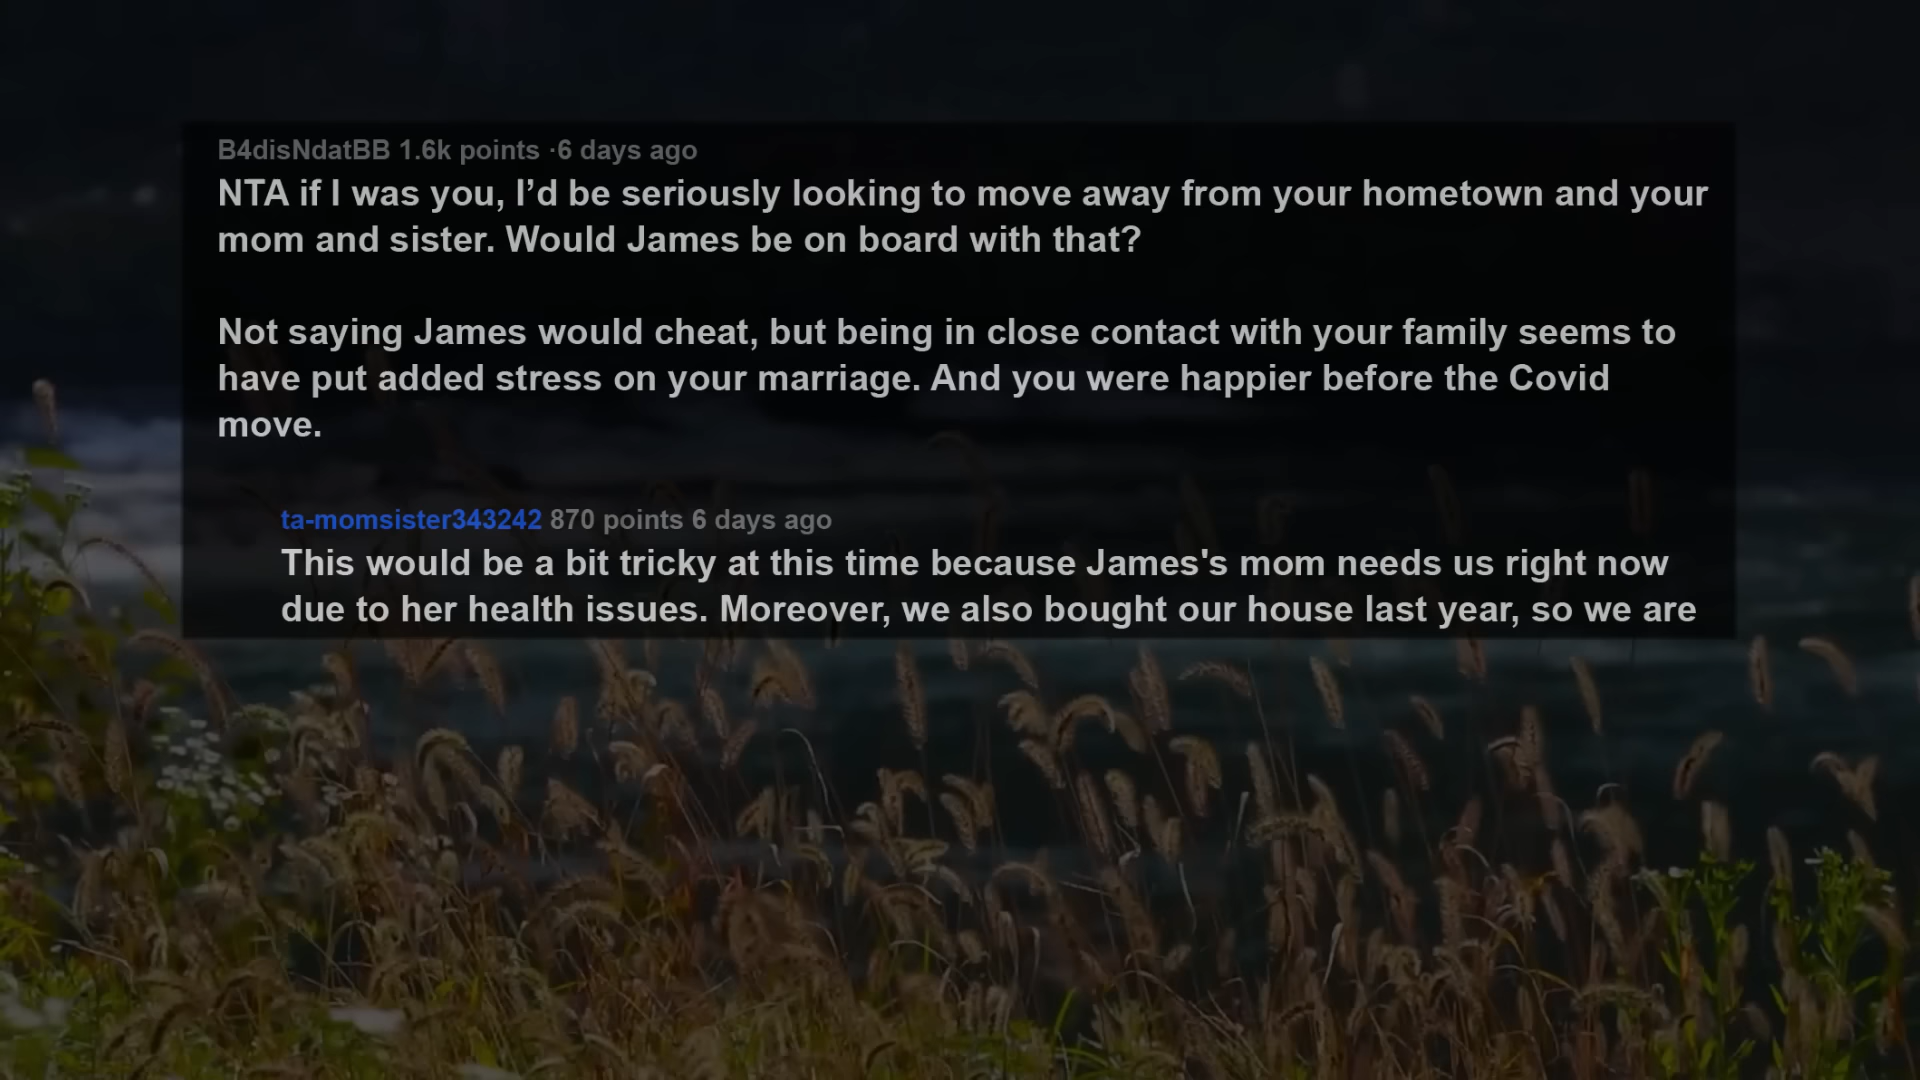 B4disNdatBB 1.6k points ·6 days ago
NTA if I was you, I’d be seriously looking to move away from your hometown and your
mom and sister. Would James be on board with that?
Not saying James would cheat, but being in close contact with your family seems to
have put added stress on your marriage. And you were happier before the Covid
move.
ta-momsister343242 870 points 6 days ago
This would be a bit tricky at this time because James's mom needs us right now
due to her health issues. Moreover, we also bought our house last year, so we are